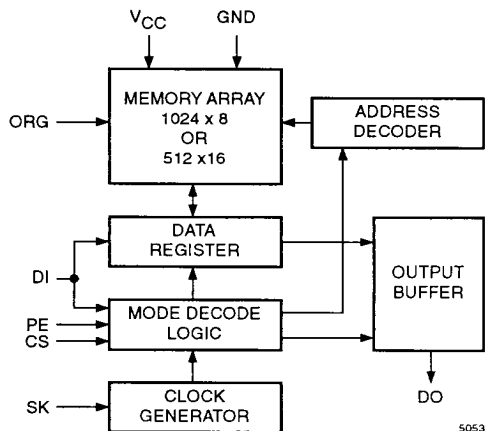 VCC GND
ORG
MEMORY ARRAY
1024 x 8
OR
512 x16
ADDRESS
DECODER
DATA
REGISTER
DI
OUTPUT
BUFFER
PE
CS
MODE DECODE
LOGIC
DO
SK
CLOCK
GENERATOR
5053